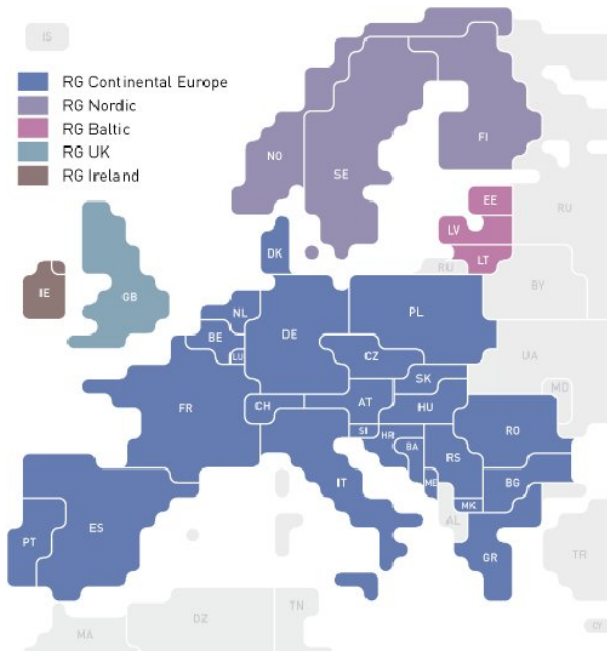 IS
RG Continental Europe
RG Nordic
RG Baltic
RG UK
RG Ireland
NO
SE
FI
EE
RU
LV
LT
DK
RU
BY
IE
GB
NL
PL
BE
DE
LU
CZ
UA
SK
MD
FR
CH
AT
HU
SI
HR
RO
BA
RS
IT
ME
BG
MK
AL
ES
PT
GR
TR
TN
DZ
MA
CY